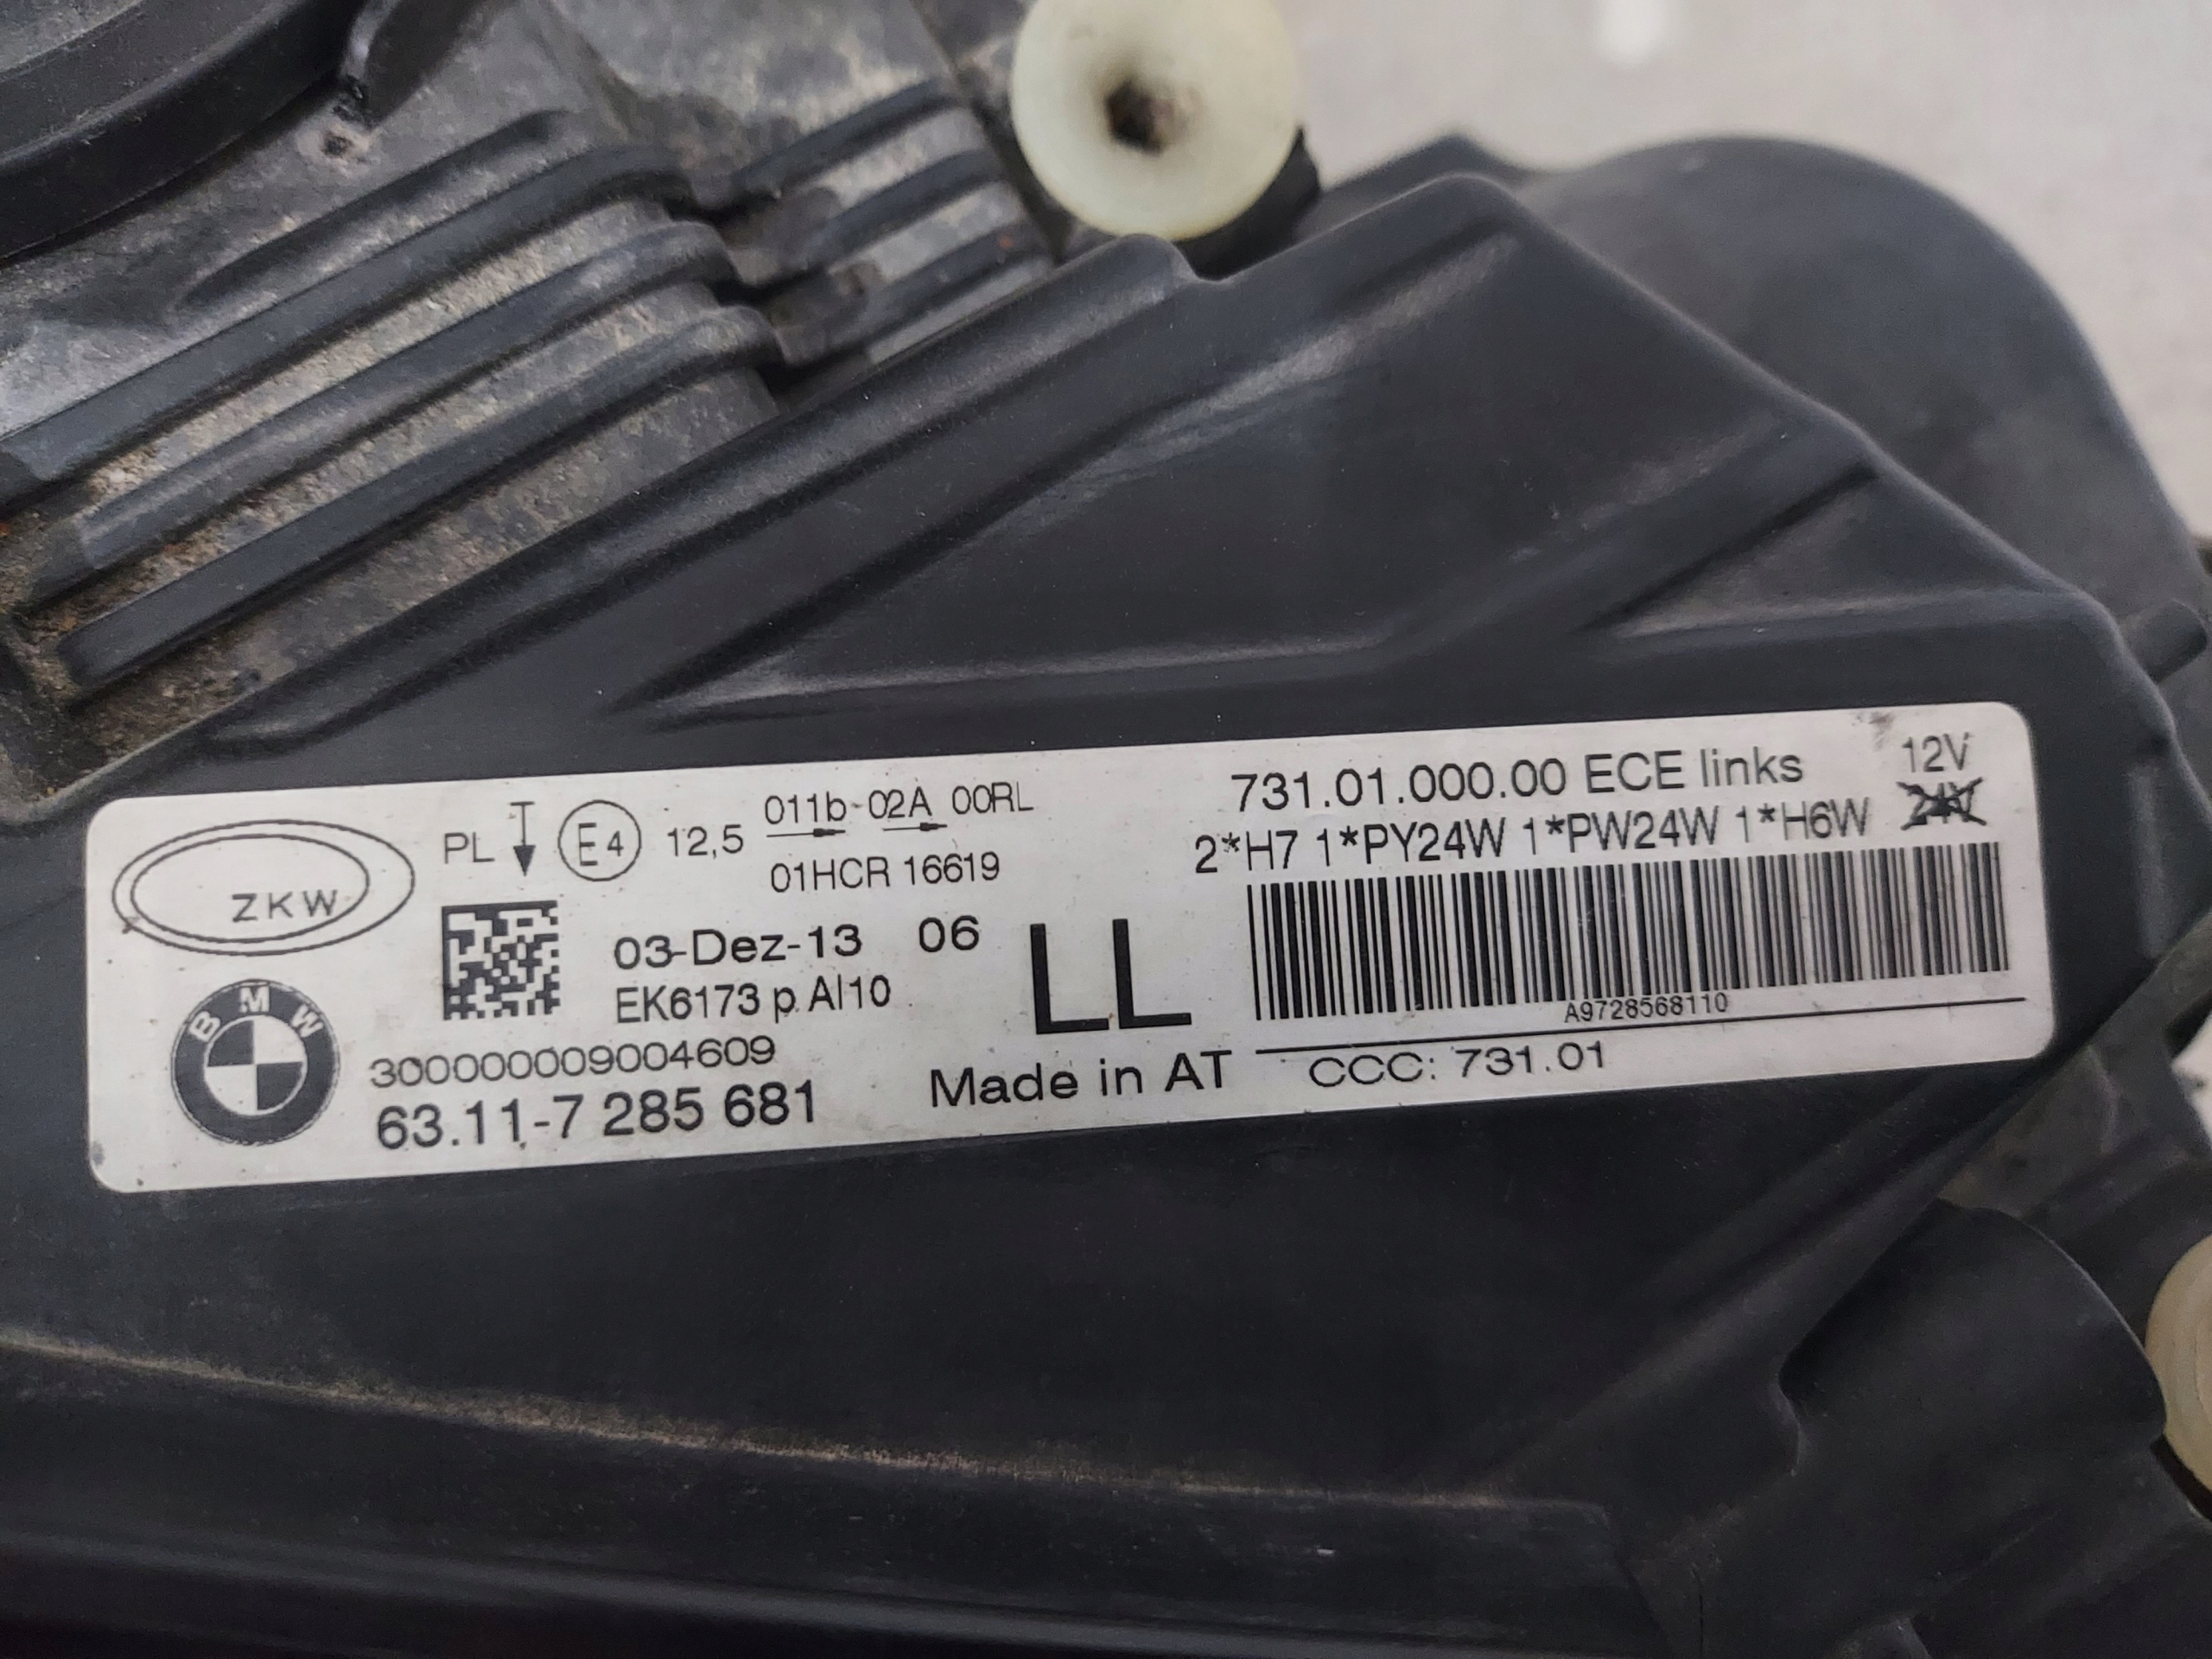 ZKW
PL E4 12,5 011b-02A 00RL
01HCR 16619
03-Dez-13 06
EK6173 p Al10
BMW
300000009004609
63.11-7 285 681
LL
Made in AT
731.01.000.00 ECE links
12V
2*H7 1*PY24W 1*PW24W 1*H6W 24V
A9728568110
CCC: 731.01